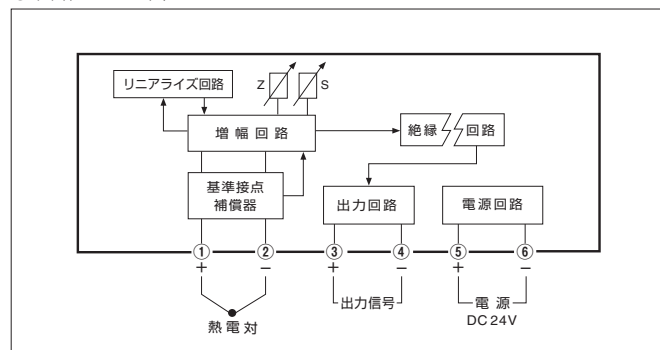 リニアライズ回路
Z
S
増幅回路
絶縁 回路
基準接点
補償器
出力回路
電源回路
① ② ③ ④ ⑤ ⑥
+ − + − + −
熱電対
出力信号
電源
DC24V